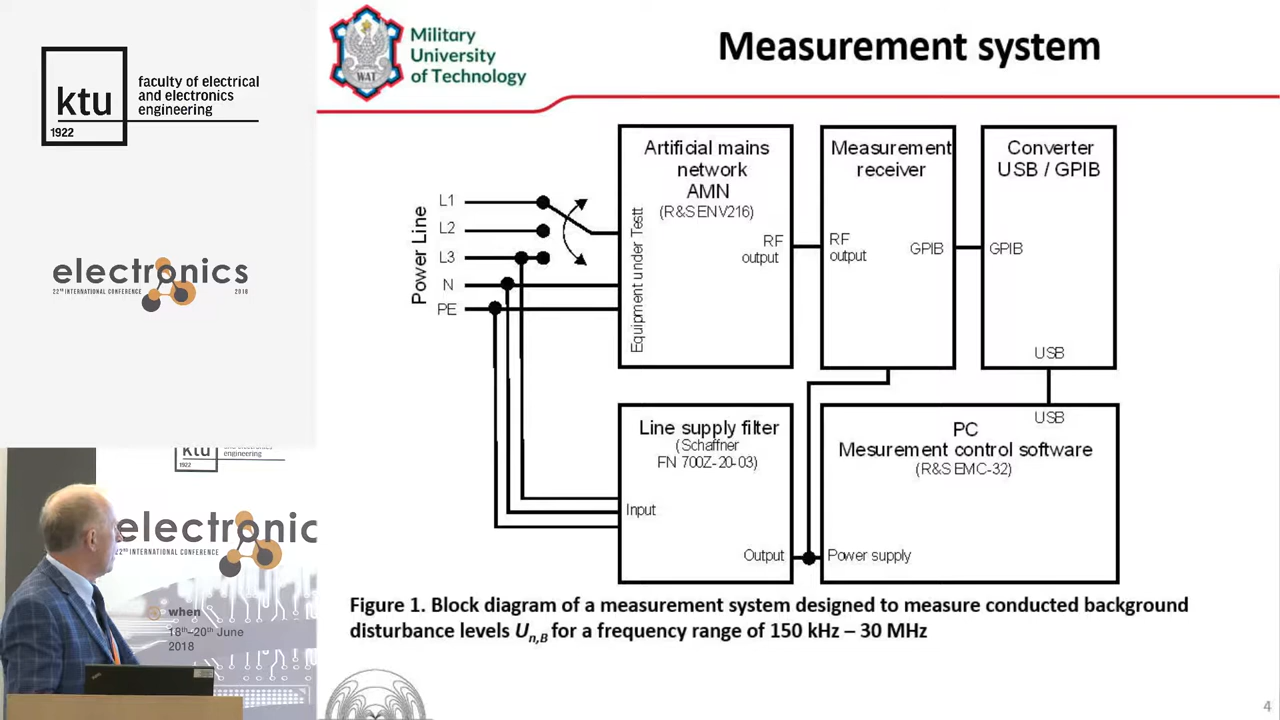 ktu
1922
faculty of electrical
and electronics
engineering
electronics
22ND INTERNATIONAL CONFERENCE 2018
Military
University
of Technology
WAT
Measurement system
Power Line
L1
L2
L3
N
PE
Artificial mains
network
AMN
(R&S ENV216)
Equipment under Testt
RF
output
Measurement
receiver
RF
output
GPIB
Converter
USB / GPIB
GPIB
USB
Line supply filter
(Schaffner
FN 700Z-20-03)
Input
Output
USB
PC
Mesurement control software
(R&S EMC-32)
Power supply
Figure 1. Block diagram of a measurement system designed to measure conducted background
disturbance levels Un,B for a frequency range of 150 kHz – 30 MHz
4
ktu
1922
engineering
electronic
22ND INTERNATIONAL CONFERENCE
when
18th–20th June
2018